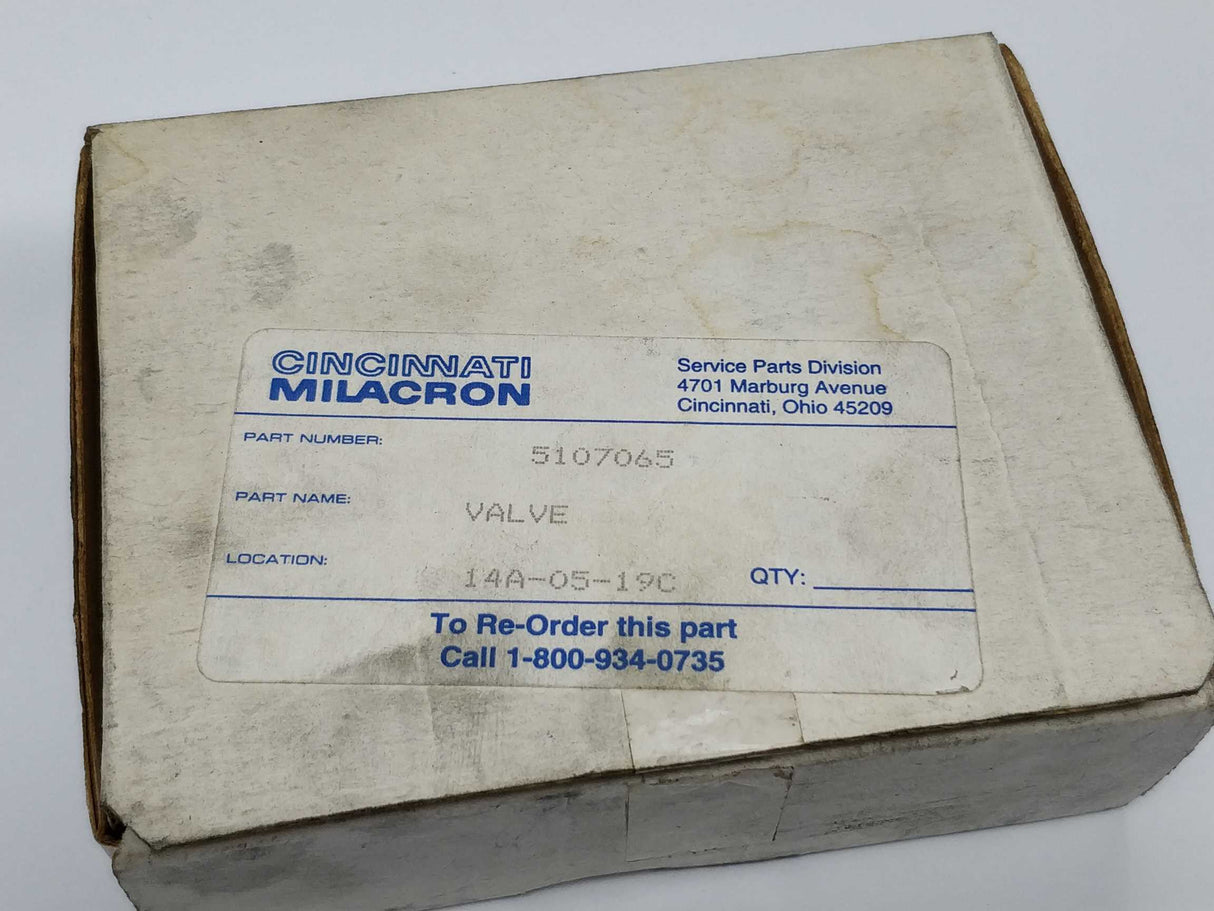 CINCINNATI
MILACRON
Service Parts Division
4701 Marburg Avenue
Cincinnati, Ohio 45209
PART NUMBER: 5107065
PART NAME: VALVE
LOCATION: 14A-05-19C QTY:
To Re-Order this part
Call 1-800-934-0735